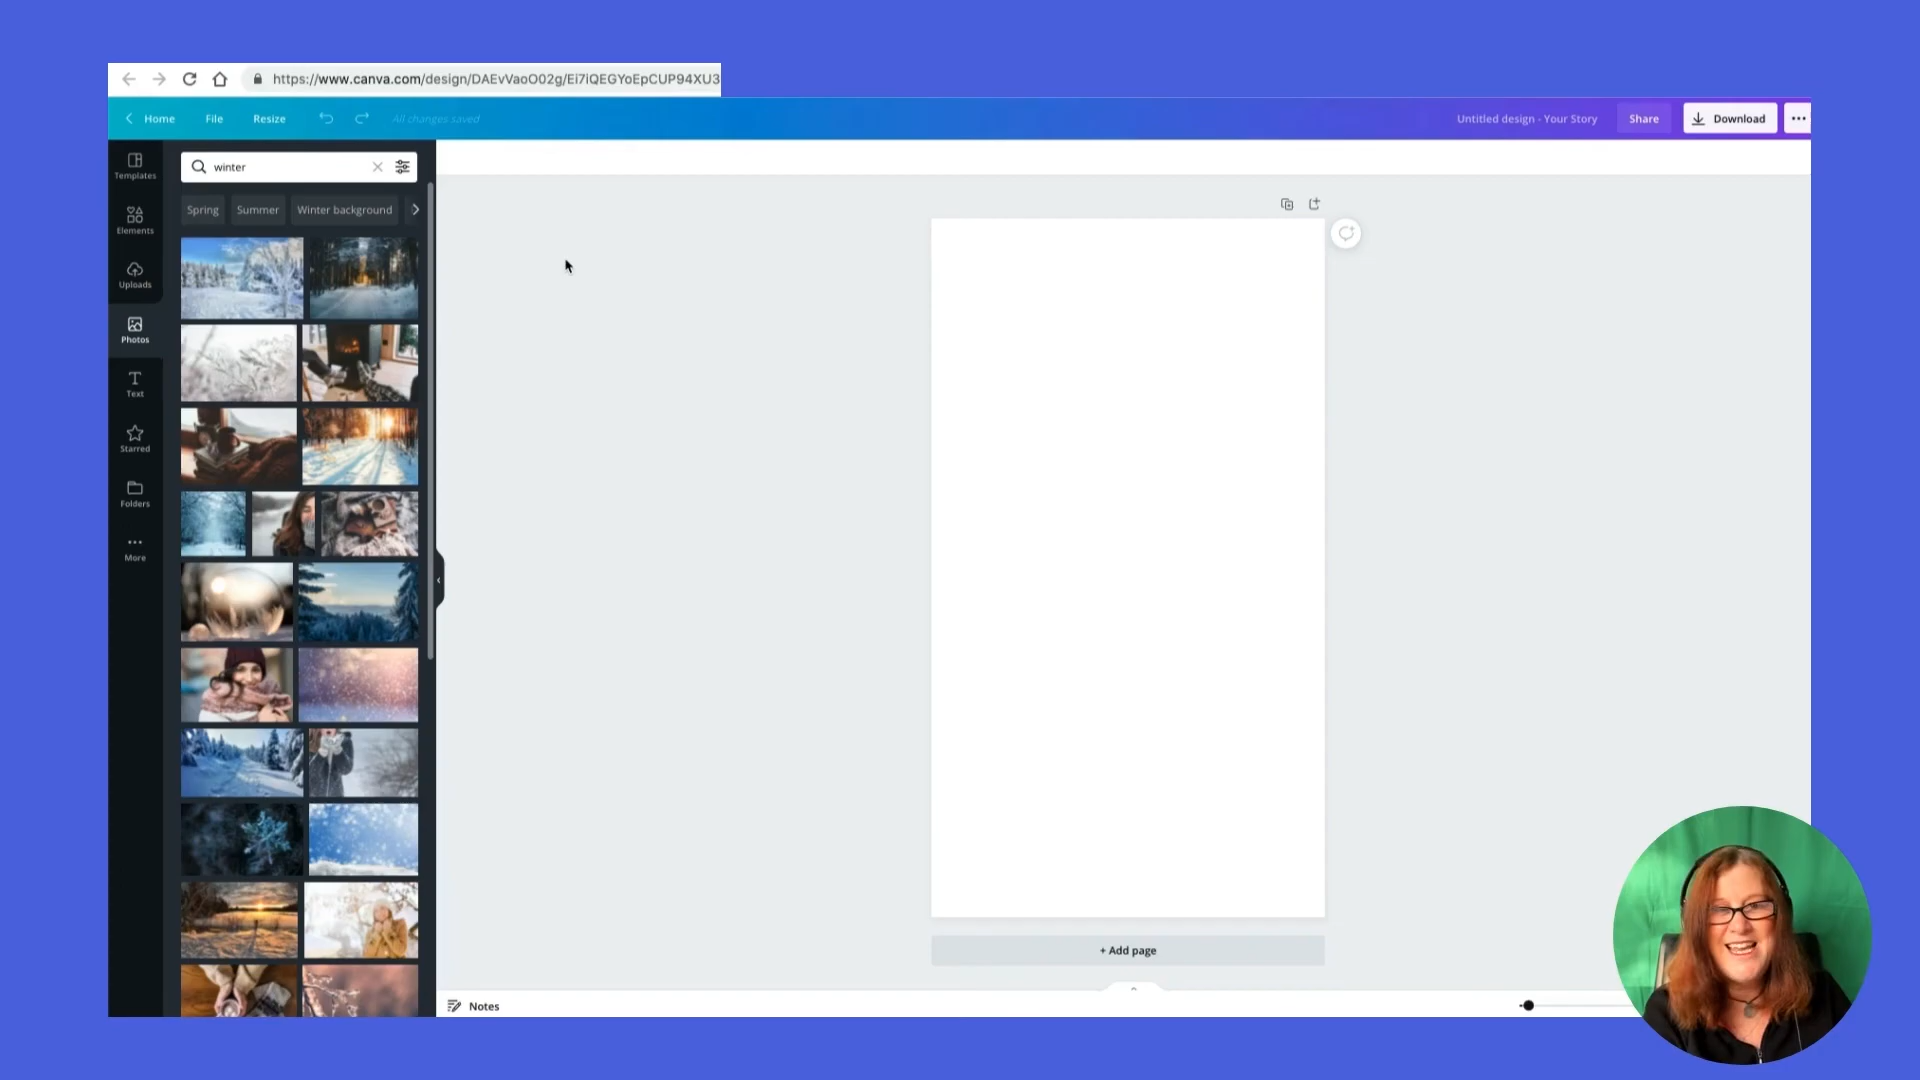 https://www.canva.com/design/DAEvVaoO02g/Ei7iQEGYoEpCUP94XU3
Home File Resize All changes saved Untitled design - Your Story Share Download
Templates
Elements
Uploads
Photos
Text
Starred
Folders
More
winter
Spring Summer Winter background
+ Add page
Notes